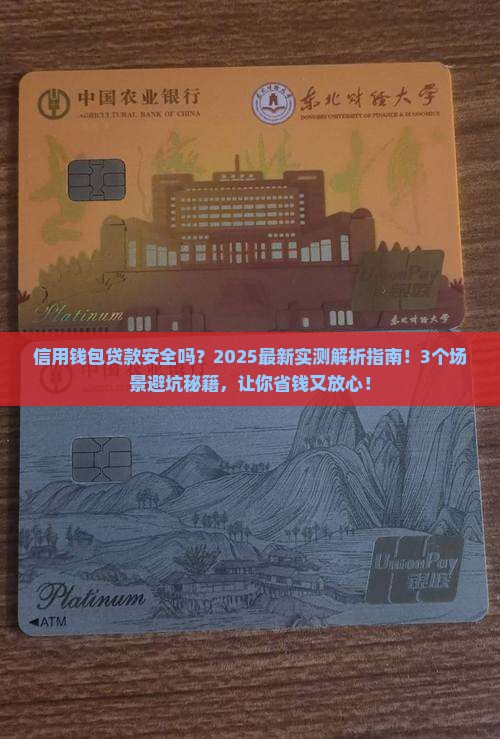 中国农业银行
AGRICULTURAL BANK OF CHINA
东北财经大学
DONGBEI UNIVERSITY OF FINANCE & ECONOMICS
UnionPay
Platinum
东北财经大学
信用钱包贷款安全吗？2025最新实测解析指南！3个场
景避坑秘籍，让你省钱又放心！
UnionPay
银联
Platinum
◀ATM